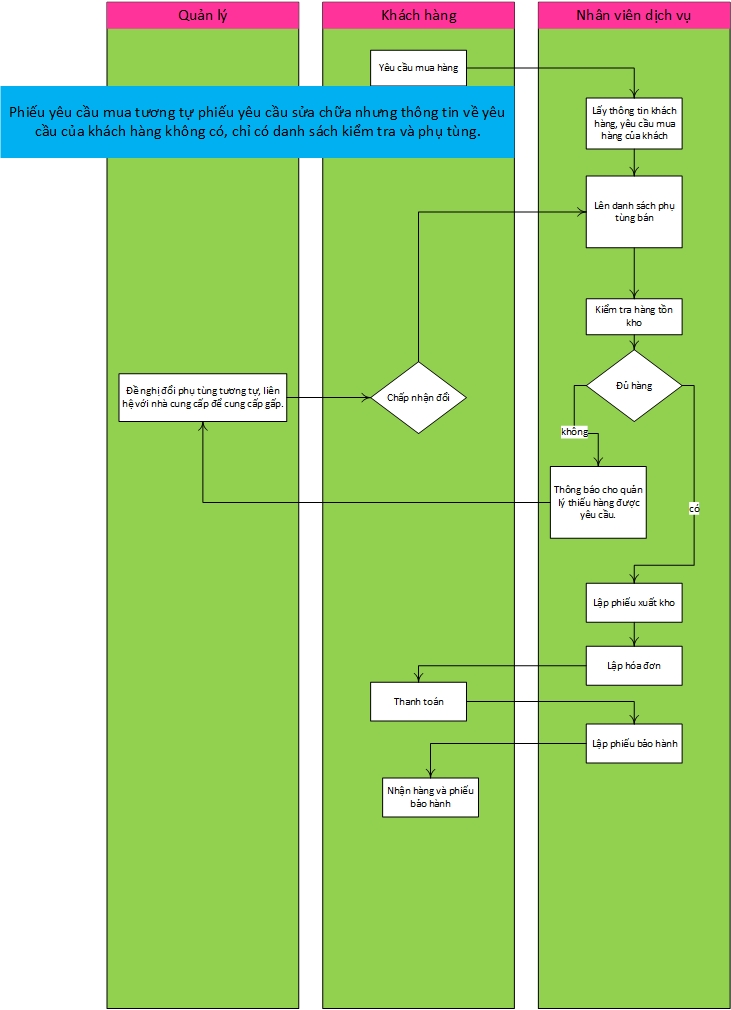 Quản lý
Khách hàng
Nhân viên dịch vụ
Yêu cầu mua hàng
Phiếu yêu cầu mua tương tự phiếu yêu cầu sửa chữa nhưng thông tin về yêu
cầu của khách hàng không có, chỉ có danh sách kiểm tra và phụ tùng.
Lấy thông tin khách
hàng, yêu cầu mua
hàng của khách
Lên danh sách phụ
tùng bán
Kiểm tra hàng tồn
kho
Đủ hàng
Đề nghị đổi phụ tùng tương tự, liên
hệ với nhà cung cấp để cung cấp gấp.
Chấp nhận đổi
không
Thông báo cho quản
lý thiếu hàng được
yêu cầu.
có
Lập phiếu xuất kho
Lập hóa đơn
Thanh toán
Lập phiếu bảo hành
Nhận hàng và phiếu
bảo hành